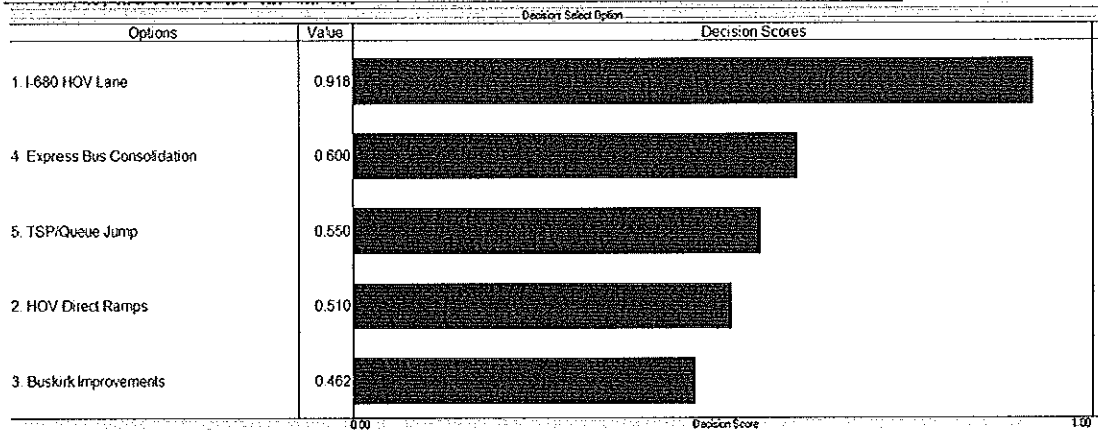 Decision Select Option
Options Value Decision Scores
1. I-680 HOV Lane 0.918
4 Express Bus Consolidation 0.600
5. TSP/Queue Jump 0.550
2. HOV Direct Ramps 0.510
3. Buskirk Improvements 0.462
0.00 Decision Score 1.00